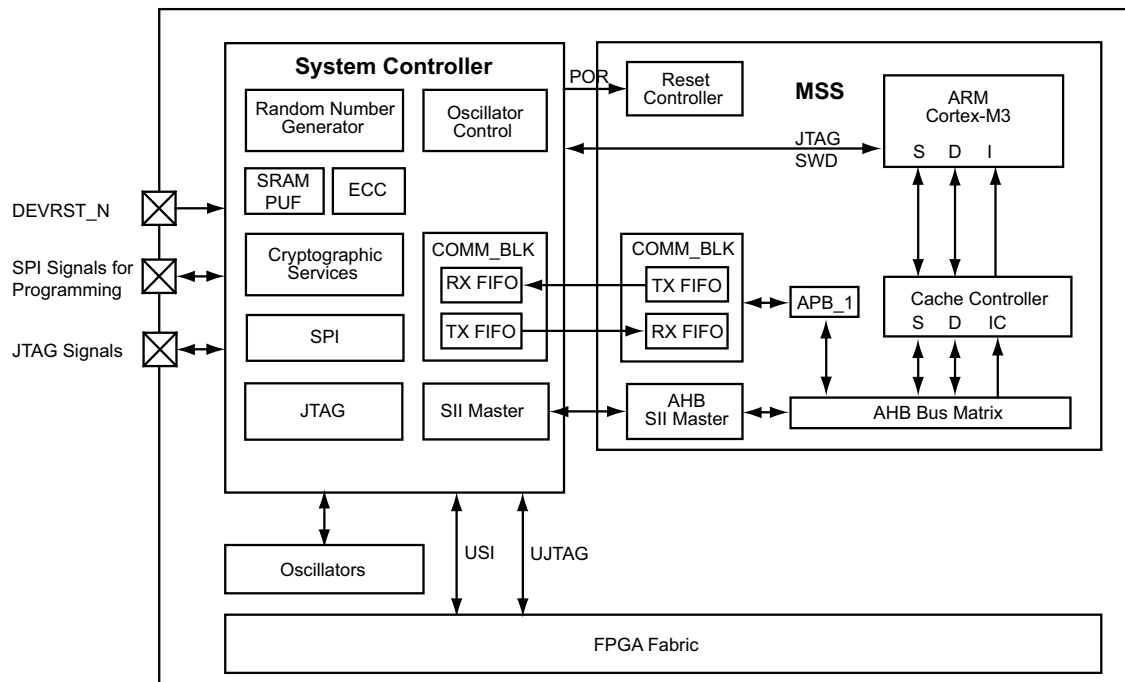 System Controller
MSS
POR
Reset
Controller
ARM
Cortex-M3
S D I
Random Number
Generator
Oscillator
Control
JTAG
SWD
SRAM
PUF
ECC
DEVRST_N
Cryptographic
Services
COMM_BLK
RX FIFO
TX FIFO
COMM_BLK
TX FIFO
RX FIFO
APB_1
Cache Controller
S D IC
SPI Signals for
Programming
SPI
JTAG Signals
JTAG
SII Master
AHB
SII Master
AHB Bus Matrix
Oscillators
USI
UJTAG
FPGA Fabric